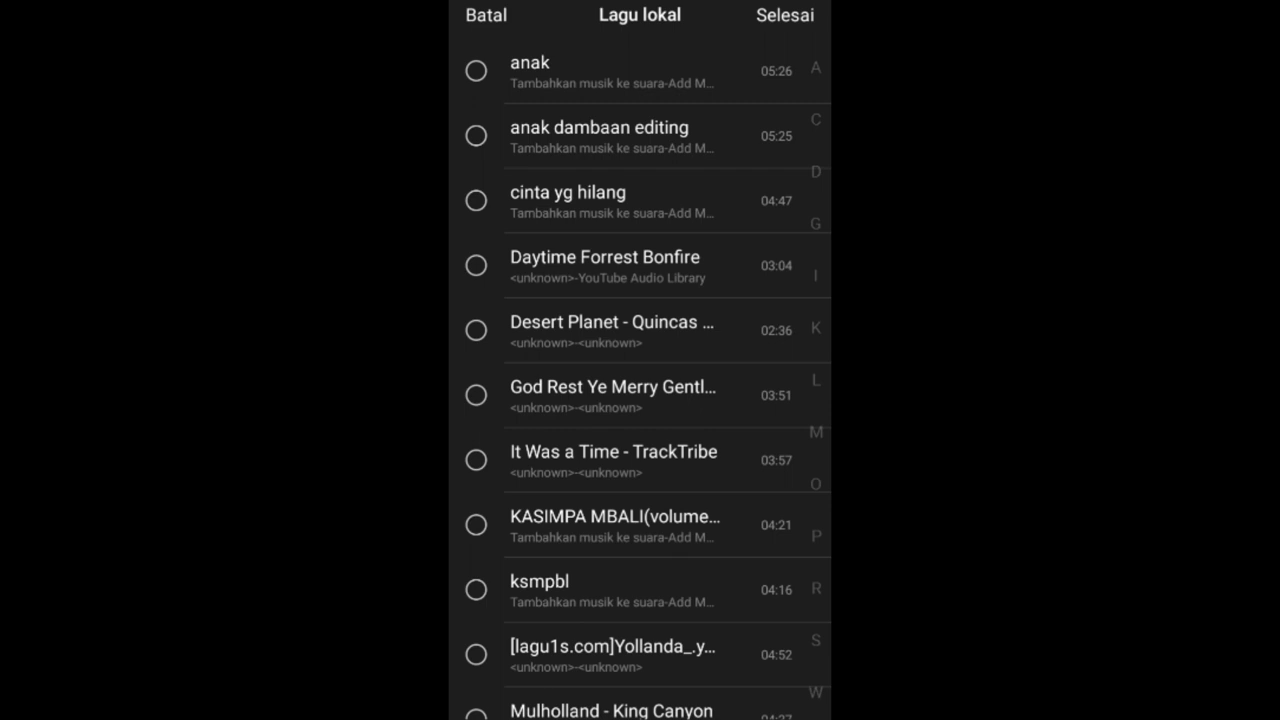 Batal Lagu lokal Selesai
anak
Tambahkan musik ke suara-Add M...
05:26
A
anak dambaan editing
Tambahkan musik ke suara-Add M...
05:25
C
D
cinta yg hilang
Tambahkan musik ke suara-Add M...
04:47
G
Daytime Forrest Bonfire
<unknown>-YouTube Audio Library
03:04
I
Desert Planet - Quincas ...
<unknown>-<unknown>
02:36
K
God Rest Ye Merry Gentl...
<unknown>-<unknown>
03:51
L
M
It Was a Time - TrackTribe
<unknown>-<unknown>
03:57
O
KASIMPA MBALI(volume...
Tambahkan musik ke suara-Add M...
04:21
P
ksmpbl
Tambahkan musik ke suara-Add M...
04:16
R
[lagu1s.com]Yollanda_.y...
<unknown>-<unknown>
04:52
S
W
Mulholland - King Canyon